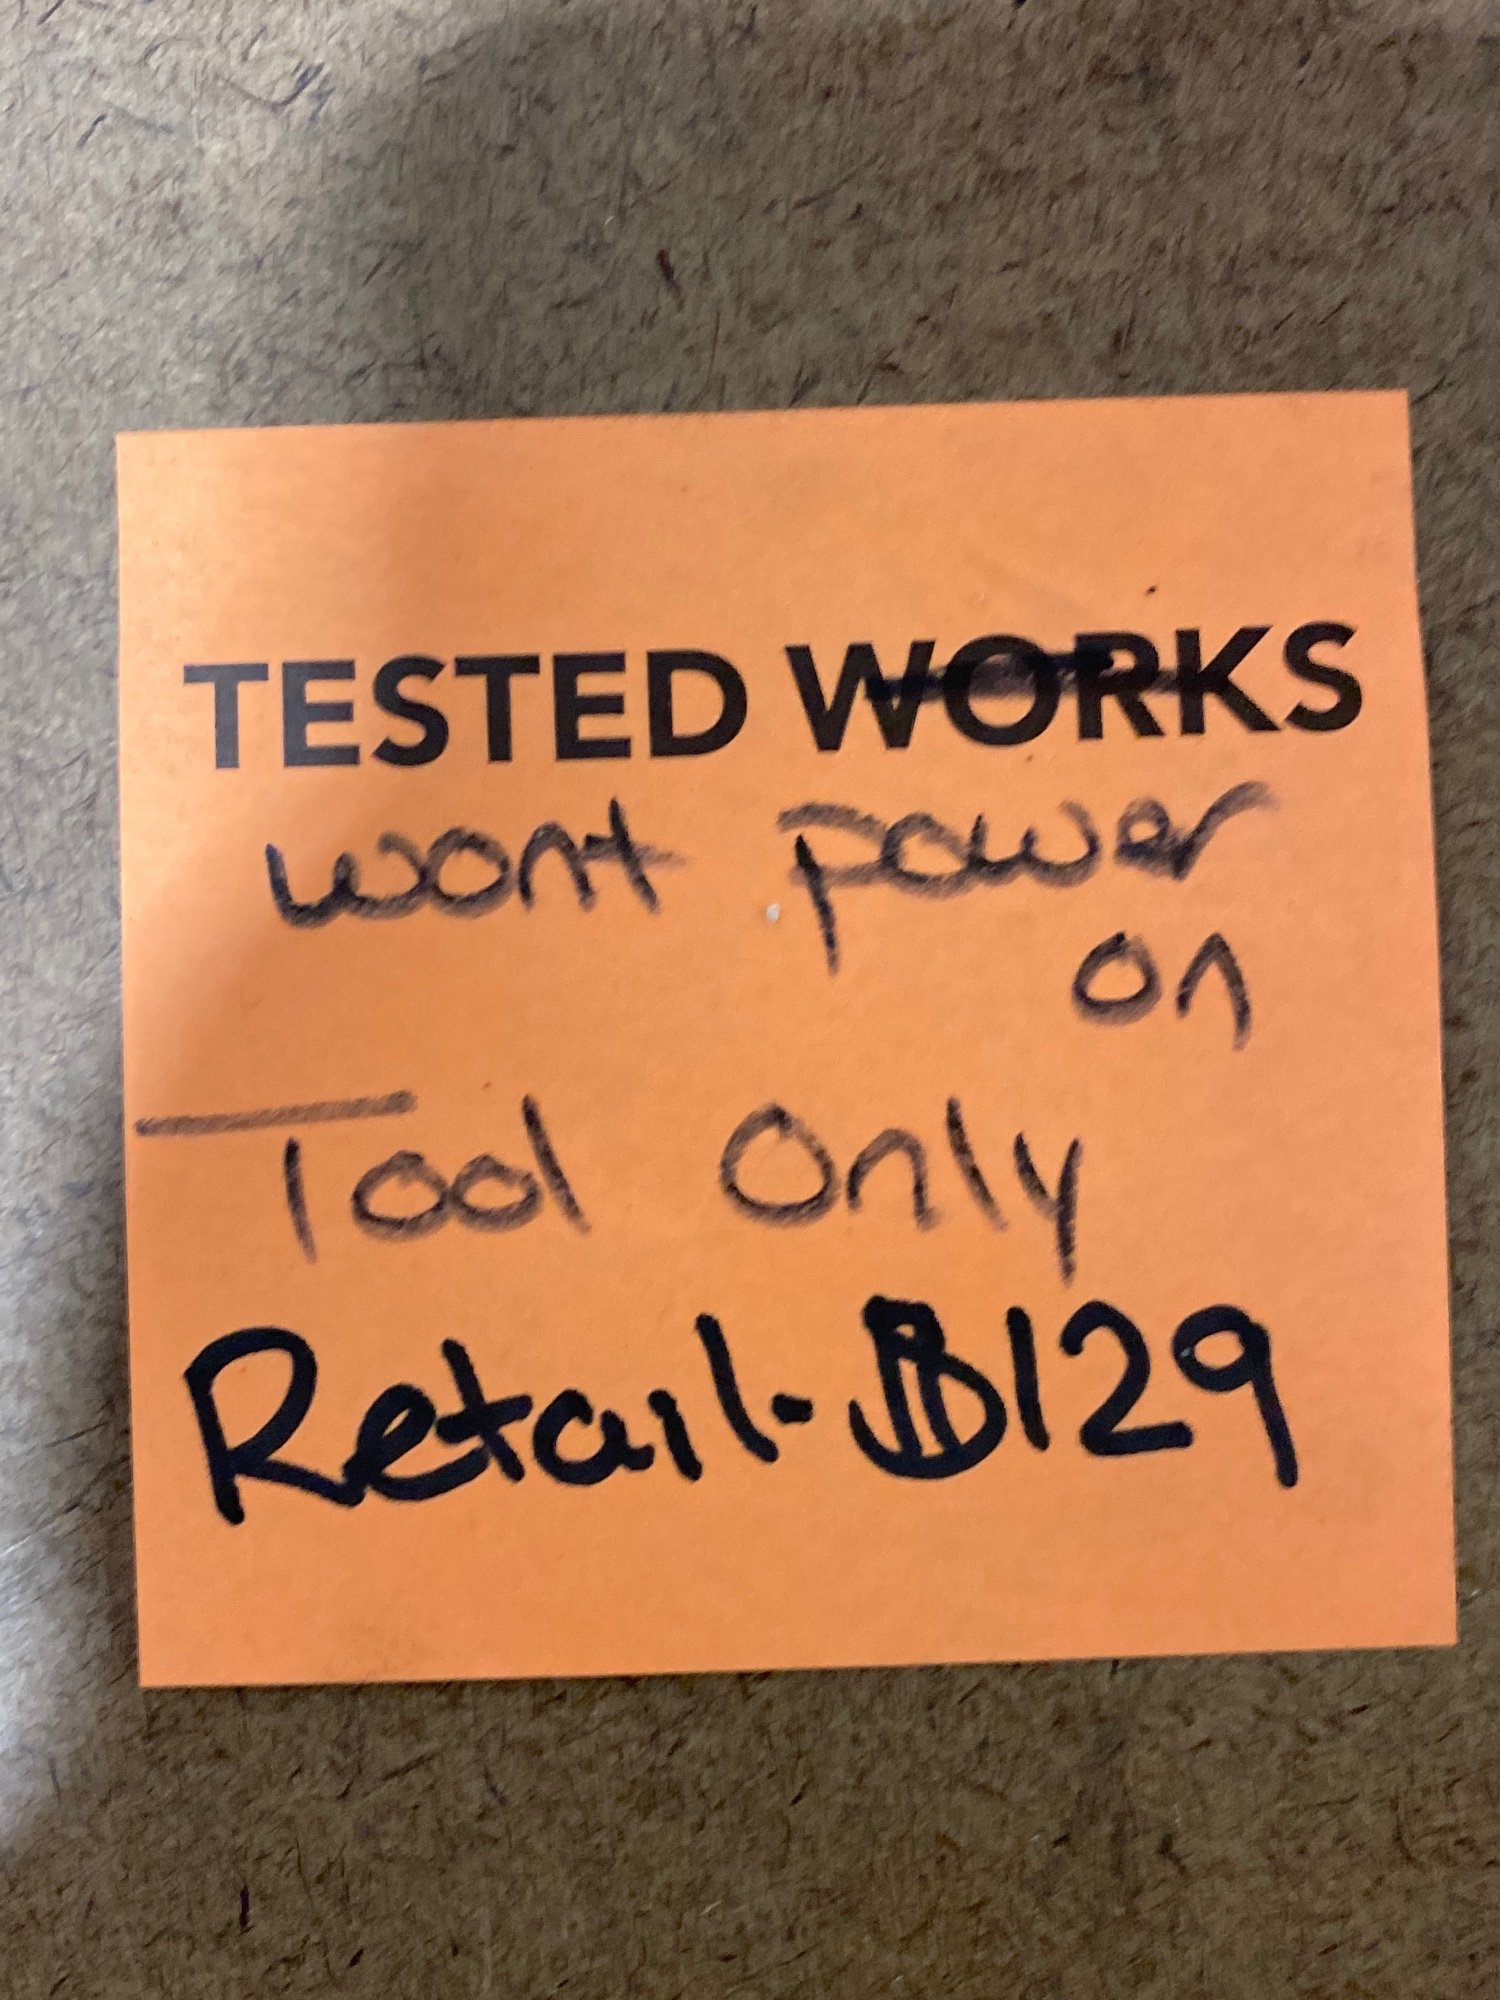 TESTED WORKS
wont power
on
Tool Only
Retail-$129